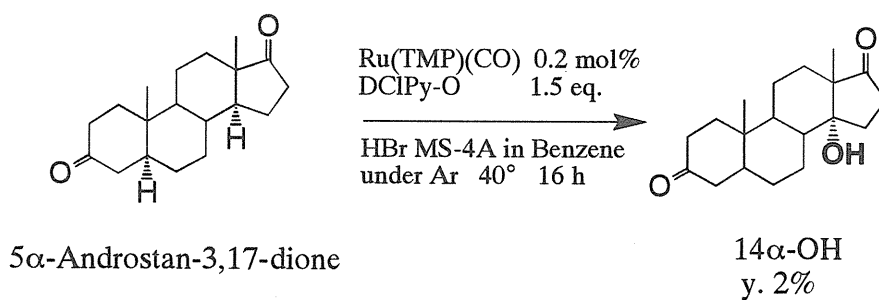 O
O
Ru(TMP)(CO) 0.2 mol%
DClPy-O 1.5 eq.
H
OH
O
H
HBr MS-4A in Benzene
under Ar 40° 16 h
O
5α-Androstan-3,17-dione
14α-OH
y. 2%